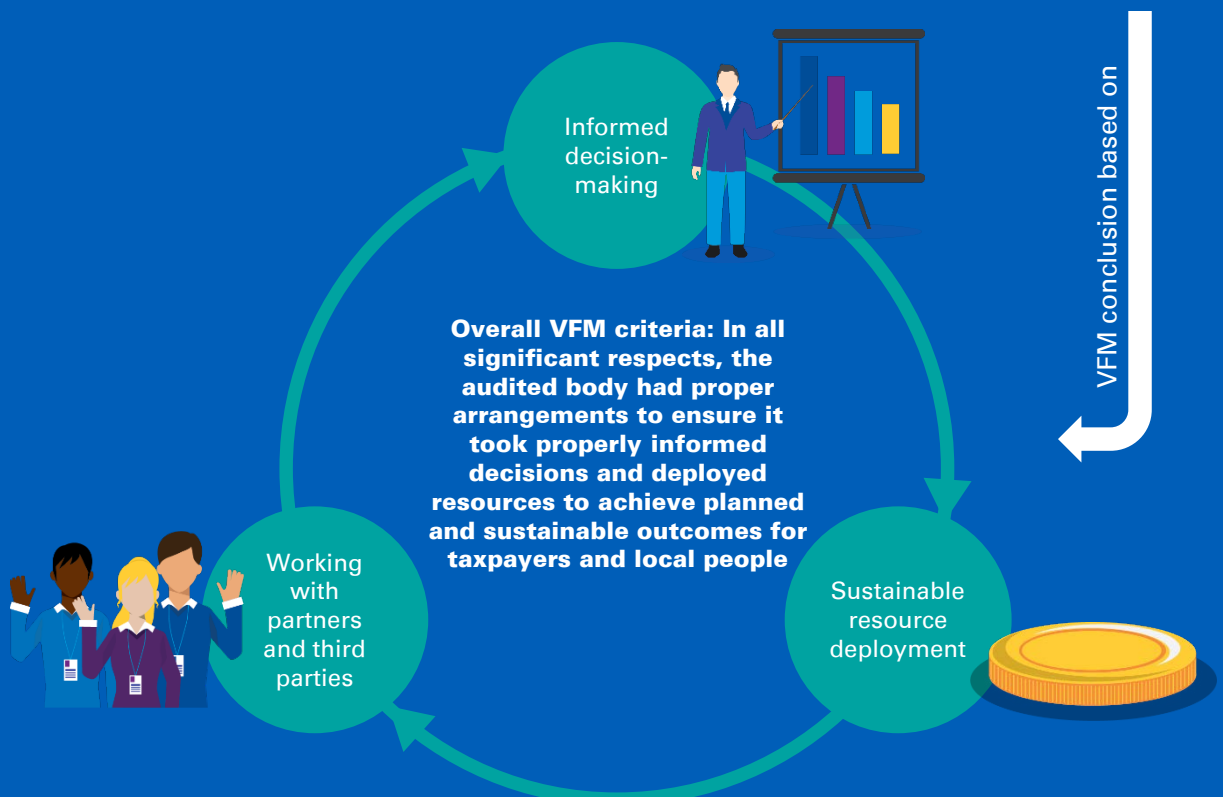 Informed
decision-
making
VFM conclusion based on
Overall VFM criteria: In all
significant respects, the
audited body had proper
arrangements to ensure it
took properly informed
decisions and deployed
resources to achieve planned
and sustainable outcomes for
taxpayers and local people
Working
with
partners
and third
parties
Sustainable
resource
deployment